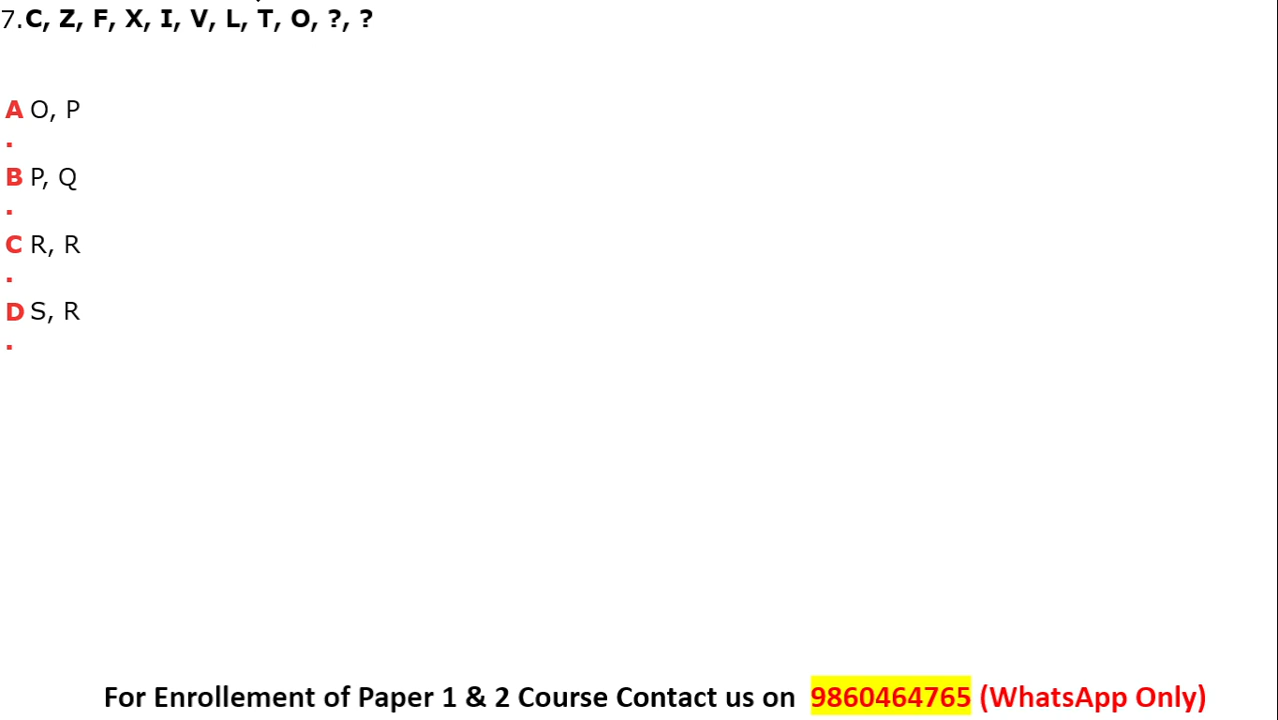 7.C, Z, F, X, I, V, L, T, O, ?, ?
A O, P
.
B P, Q
.
C R, R
.
D S, R
.
For Enrollement of Paper 1 & 2 Course Contact us on 9860464765 (WhatsApp Only)